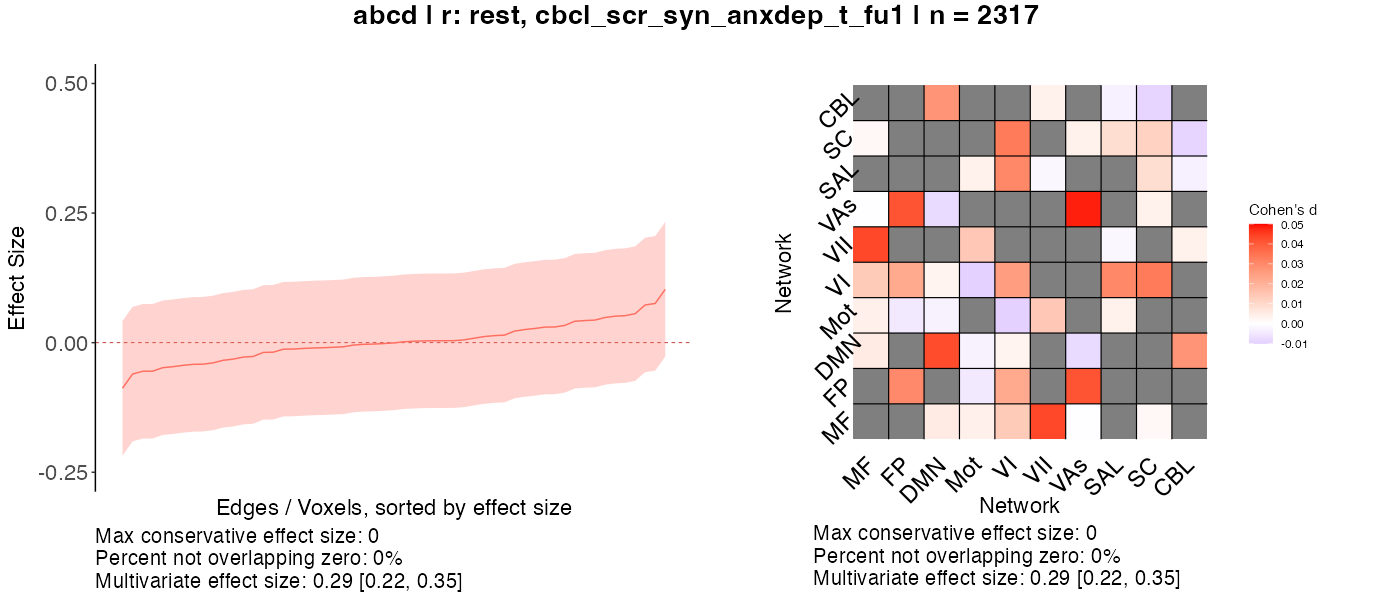 abcd | r: rest, cbcl_scr_syn_anxdep_t_fu1 | n = 2317
Effect Size
0.50
0.25
0.00
-0.25
Edges / Voxels, sorted by effect size
Max conservative effect size: 0
Percent not overlapping zero: 0%
Multivariate effect size: 0.29 [0.22, 0.35]
Network
CBL
SC
SAL
VAs
VII
VI
Mot
DMN
FP
MF
MF
FP
DMN
Mot
VI
VII
VAs
SAL
SC
CBL
Network
Max conservative effect size: 0
Percent not overlapping zero: 0%
Multivariate effect size: 0.29 [0.22, 0.35]
Cohen's d
0.05
0.04
0.03
0.02
0.01
0.00
-0.01